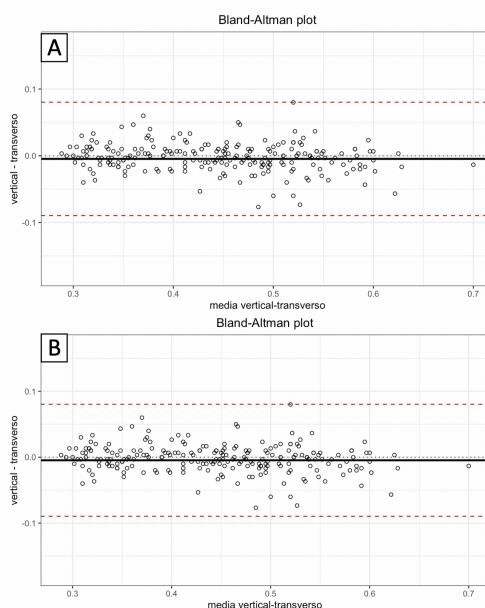 Bland-Altman plot
A
0.1
0.0
-0.1
vertical - transverso
0.3 0.4 0.5 0.6 0.7
media vertical-transverso
Bland-Altman plot
B
0.1
0.0
-0.1
vertical - transverso
0.3 0.4 0.5 0.6 0.7
media vertical-transverso